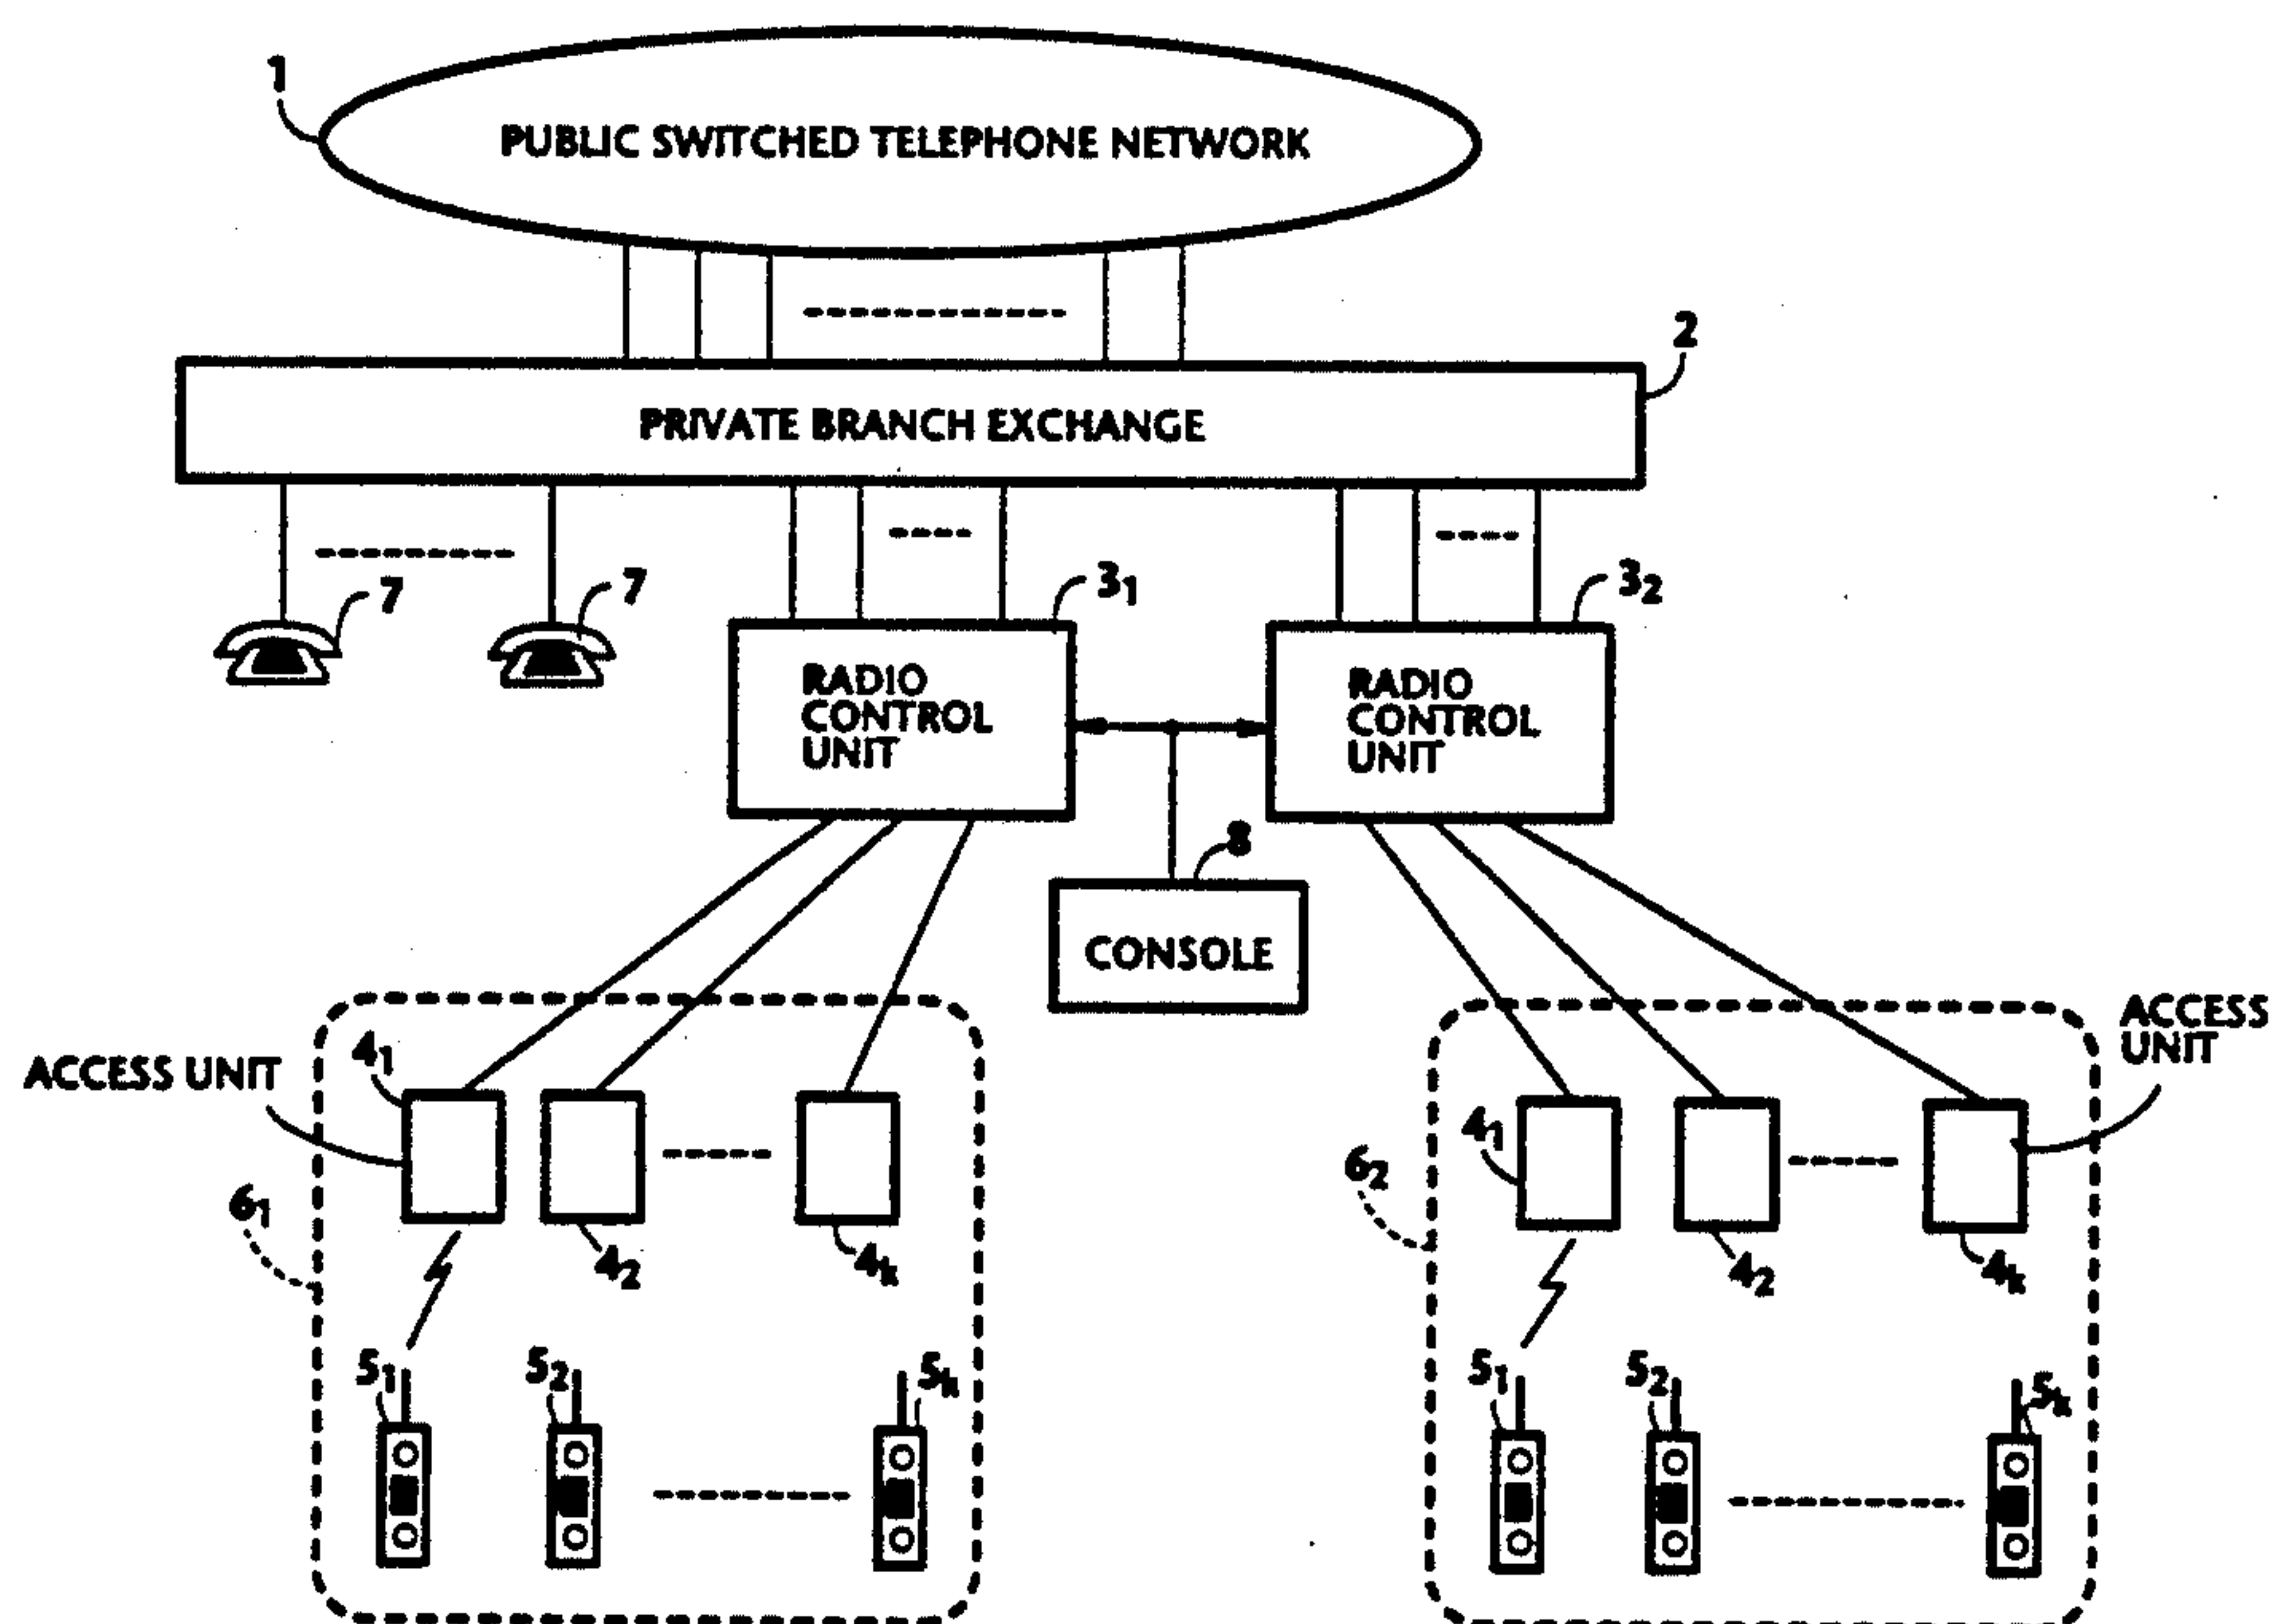 1
PUBLIC SWITCHED TELEPHONE NETWORK
2
PRIVATE BRANCH EXCHANGE
7
7
3₁
3₂
RADIO
CONTROL
UNIT
RADIO
CONTROL
UNIT
8
CONSOLE
ACCESS UNIT
ACCESS
UNIT
4₁
4₂
4ₖ
6₁
4₁
4₂
4ₖ
6₂
5₁
5₂
5ₖ
5₁
5₂
5ₖ